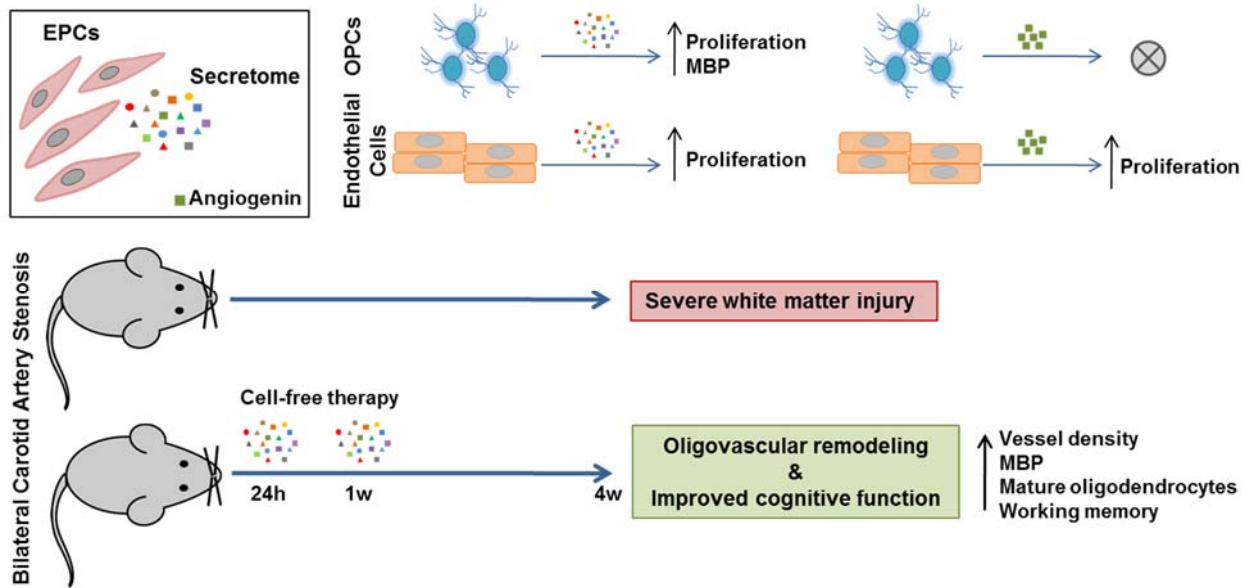 EPCs
Secretome
Angiogenin
OPCs
Proliferation
MBP
Endothelial
Cells
Proliferation
Proliferation
Bilateral Carotid Artery Stenosis
Severe white matter injury
Cell-free therapy
24h
1w
4w
Oligovascular remodeling
&
Improved cognitive function
Vessel density
MBP
Mature oligodendrocytes
Working memory